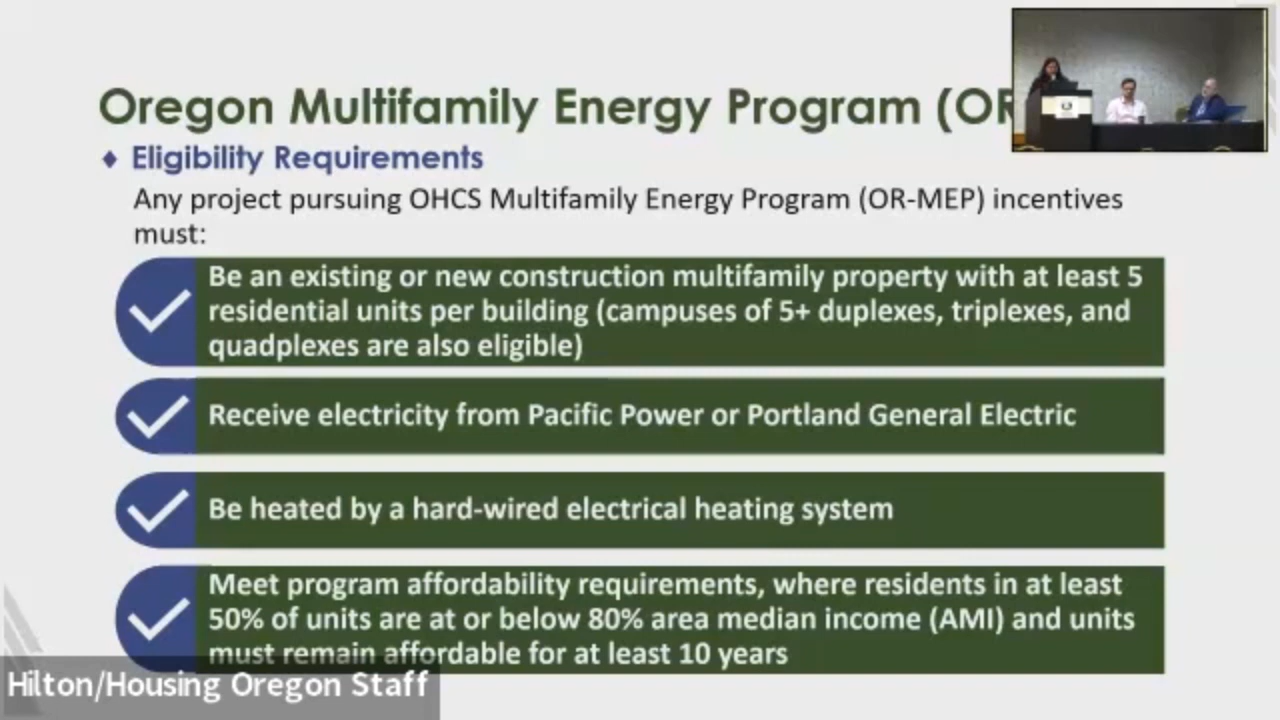 Oregon Multifamily Energy Program (OR
Eligibility Requirements
Any project pursuing OHCS Multifamily Energy Program (OR-MEP) incentives
must:
Be an existing or new construction multifamily property with at least 5
residential units per building (campuses of 5+ duplexes, triplexes, and
quadplexes are also eligible)
Receive electricity from Pacific Power or Portland General Electric
Be heated by a hard-wired electrical heating system
Meet program affordability requirements, where residents in at least
50% of units are at or below 80% area median income (AMI) and units
must remain affordable for at least 10 years
Hilton/Housing Oregon Staff